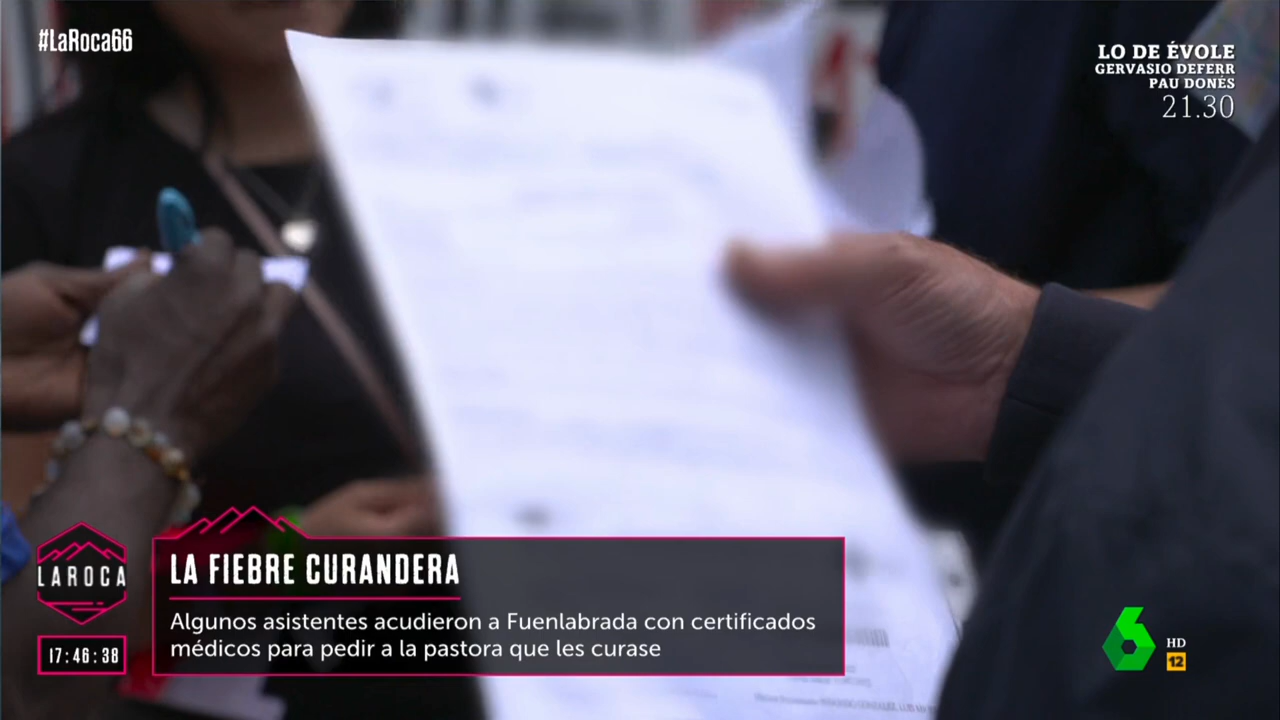 #LaRoca66
LO DE ÉVOLE
GERVASIO DEFERR
PAU DONÉS
21.30
LA FIEBRE CURANDERA
Algunos asistentes acudieron a Fuenlabrada con certificados
médicos para pedir a la pastora que les curase
LAROCA
17:46:38
6
HD
12